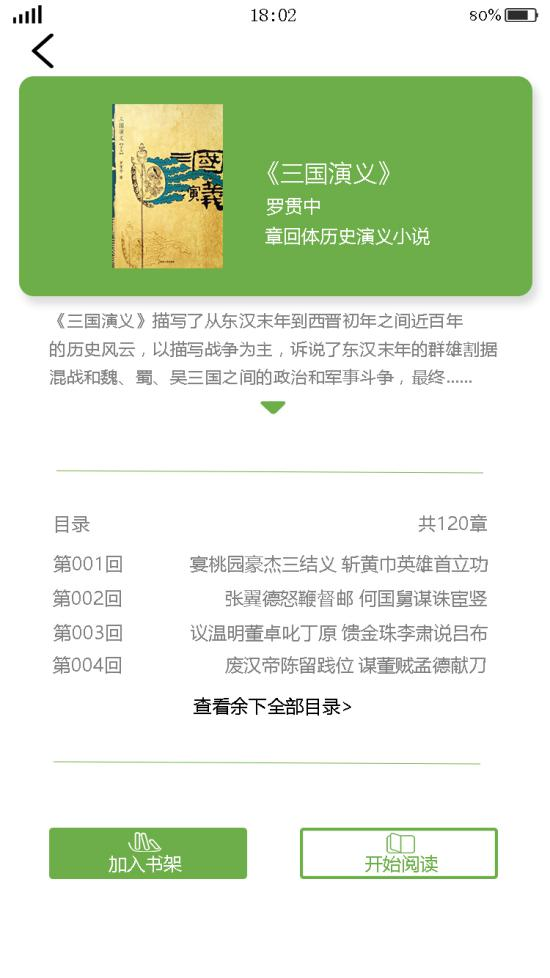 18:02
80%
三国演义
國
義
《三国演义》
罗贯中
章回体历史演义小说
《三国演义》描写了从东汉末年到西晋初年之间近百年
的历史风云，以描写战争为主，诉说了东汉末年的群雄割据
混战和魏、蜀、吴三国之间的政治和军事斗争，最终......
目录
共120章
第001回 宴桃园豪杰三结义 斩黄巾英雄首立功
第002回 张翼德怒鞭督邮 何国舅谋诛宦竖
第003回 议温明董卓叱丁原 馈金珠李肃说吕布
第004回 废汉帝陈留践位 谋董贼孟德献刀
查看余下全部目录>
加入书架
开始阅读